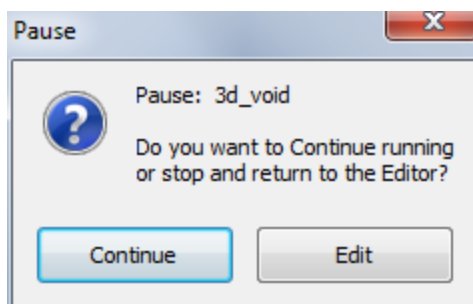 Pause
Pause: 3d_void
Do you want to Continue running
or stop and return to the Editor?
Continue
Edit